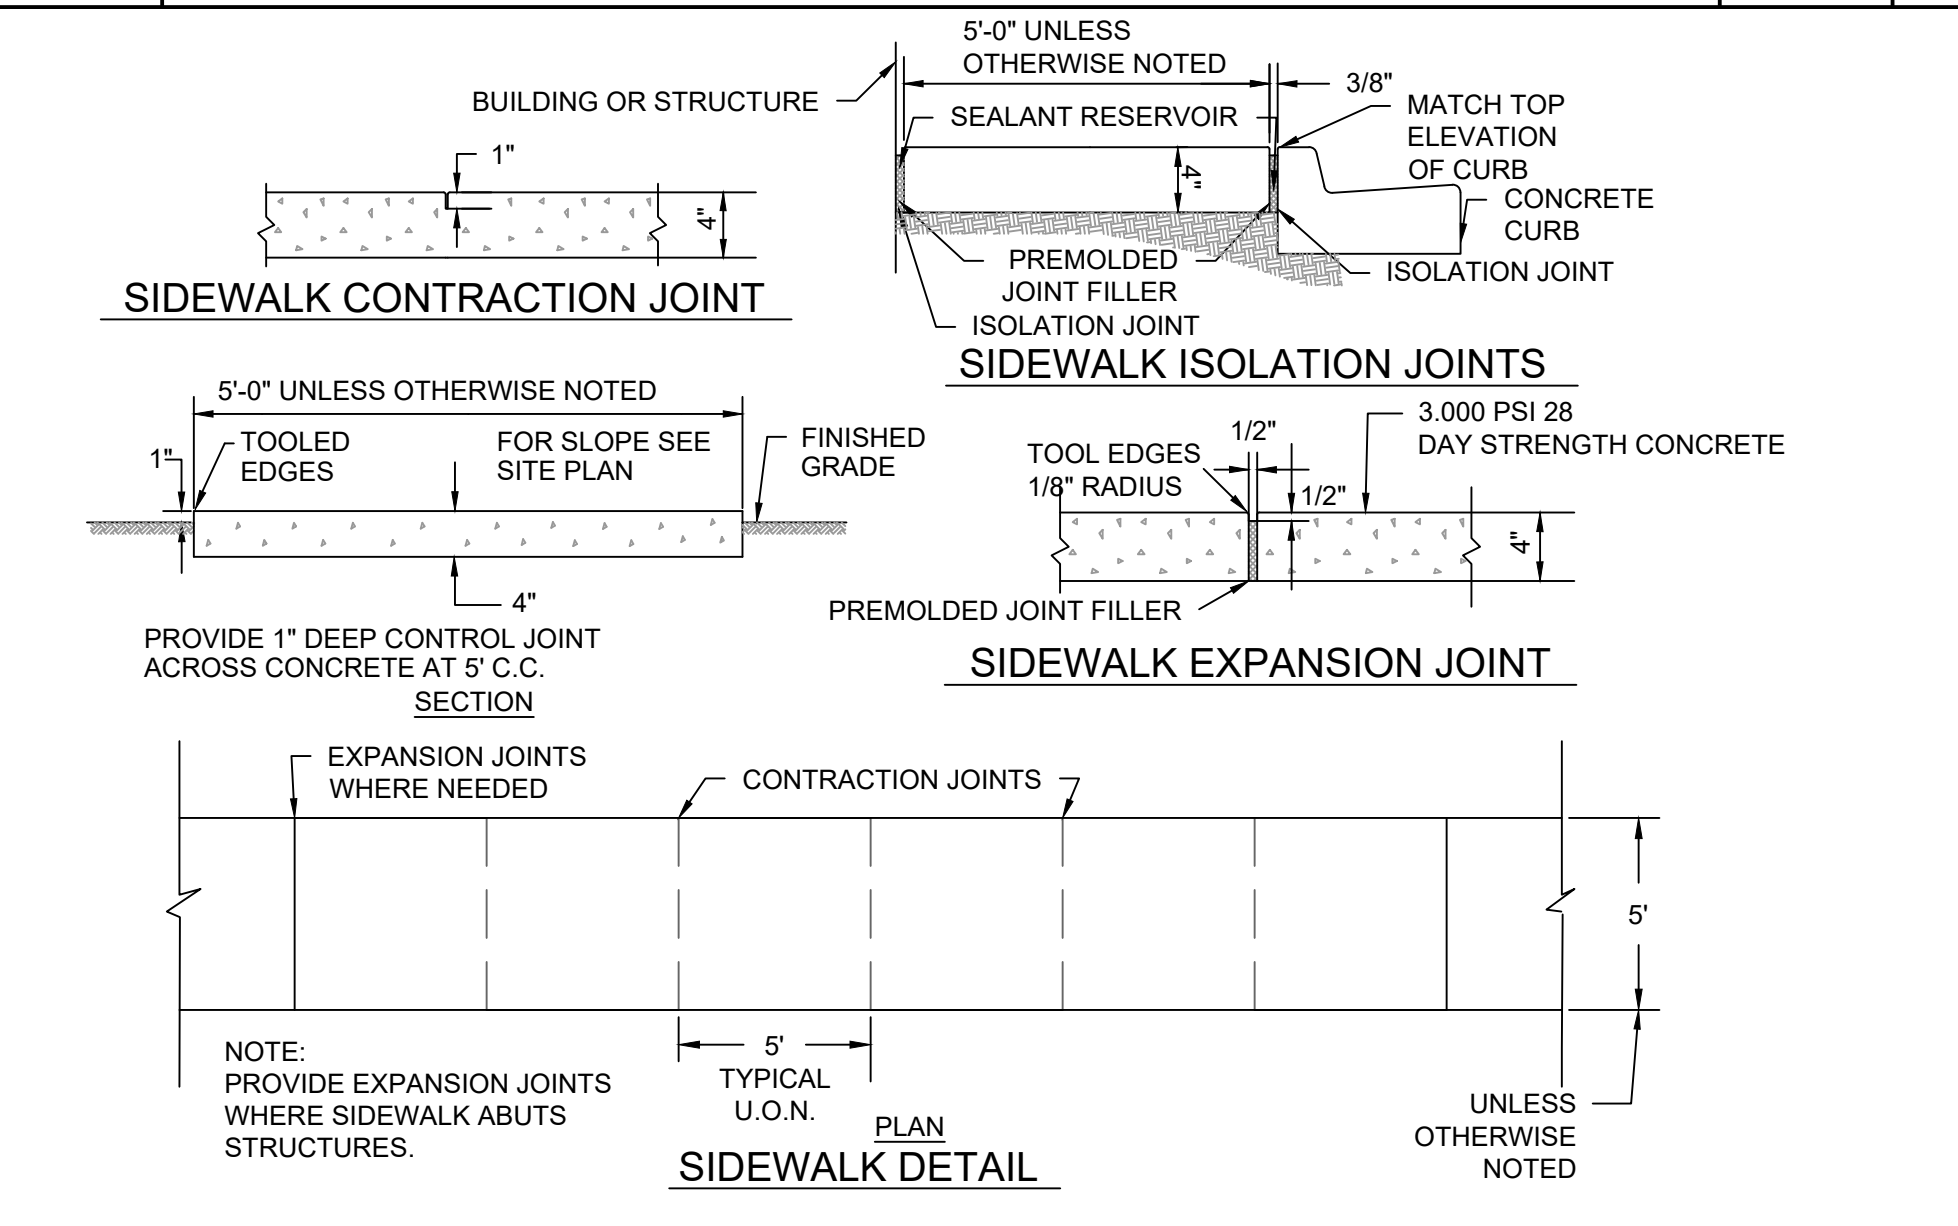 BUILDING OR STRUCTURE
1"
4"
SIDEWALK CONTRACTION JOINT
5'-0" UNLESS
OTHERWISE NOTED
3/8"
SEALANT RESERVOIR
MATCH TOP
ELEVATION
OF CURB
4"
CONCRETE
CURB
PREMOLDED
JOINT FILLER
ISOLATION JOINT
ISOLATION JOINT
SIDEWALK ISOLATION JOINTS
5'-0" UNLESS OTHERWISE NOTED
1"
TOOLED
EDGES
FOR SLOPE SEE
SITE PLAN
FINISHED
GRADE
4"
PROVIDE 1" DEEP CONTROL JOINT
ACROSS CONCRETE AT 5' C.C.
SECTION
TOOL EDGES
1/8" RADIUS
1/2"
1/2"
3.000 PSI 28
DAY STRENGTH CONCRETE
4"
PREMOLDED JOINT FILLER
SIDEWALK EXPANSION JOINT
EXPANSION JOINTS
WHERE NEEDED
CONTRACTION JOINTS
5'
NOTE:
PROVIDE EXPANSION JOINTS
WHERE SIDEWALK ABUTS
STRUCTURES.
5'
TYPICAL
U.O.N.
UNLESS
OTHERWISE
NOTED
PLAN
SIDEWALK DETAIL